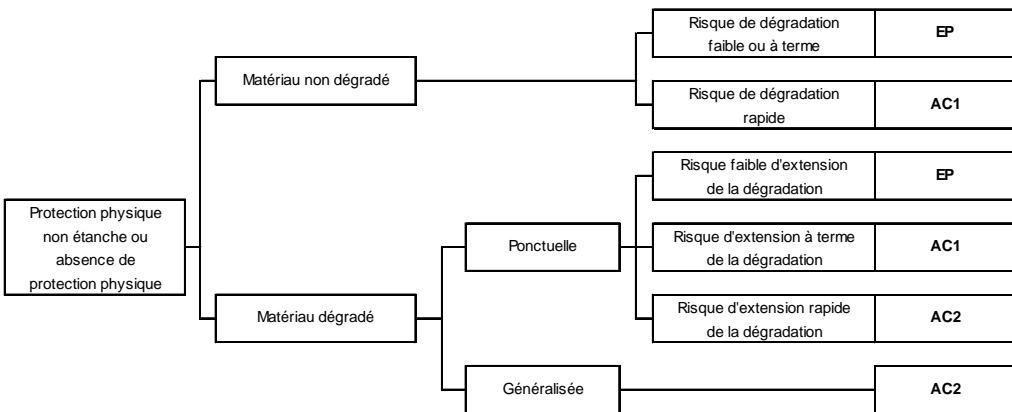 Risque de dégradation
faible ou à terme
EP
Matériau non dégradé
Risque de dégradation
rapide
AC1
Risque faible d'extension
de la dégradation
EP
Protection physique
non étanche ou
absence de
protection physique
Ponctuelle
Risque d'extension à terme
de la dégradation
AC1
Matériau dégradé
Risque d'extension rapide
de la dégradation
AC2
Généralisée
AC2